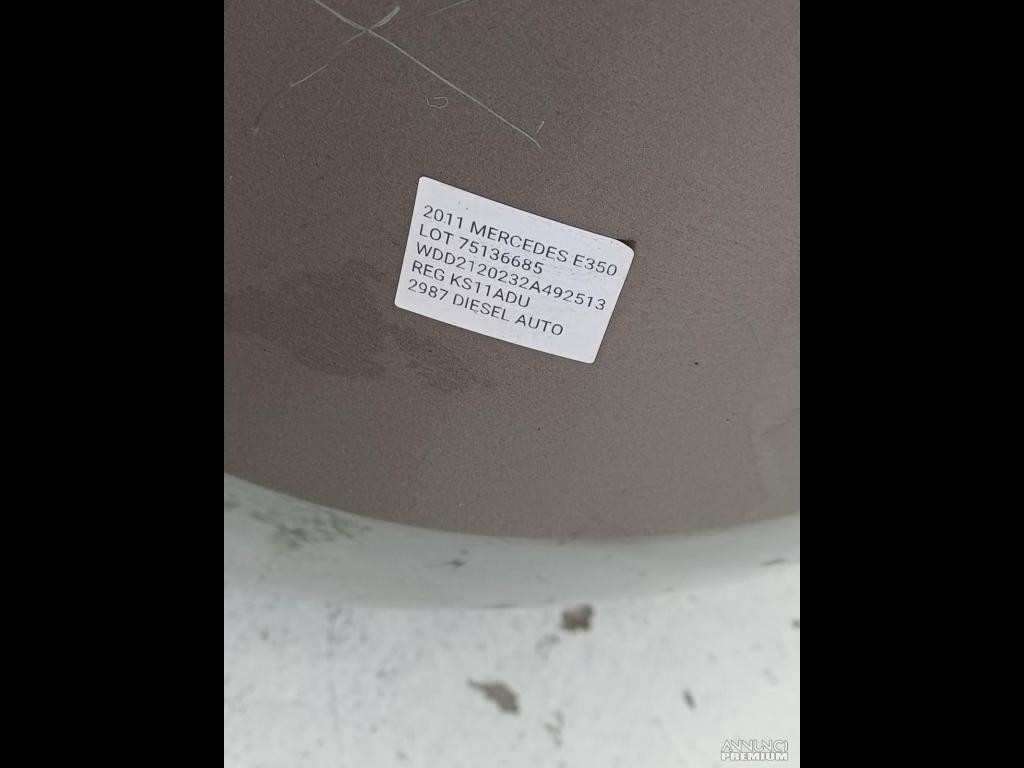 2011 MERCEDES E350
LOT 75136685
WDD2120232A492513
REG KS11ADU
2987 DIESEL AUTO
ANNUNCI
PREMIUM